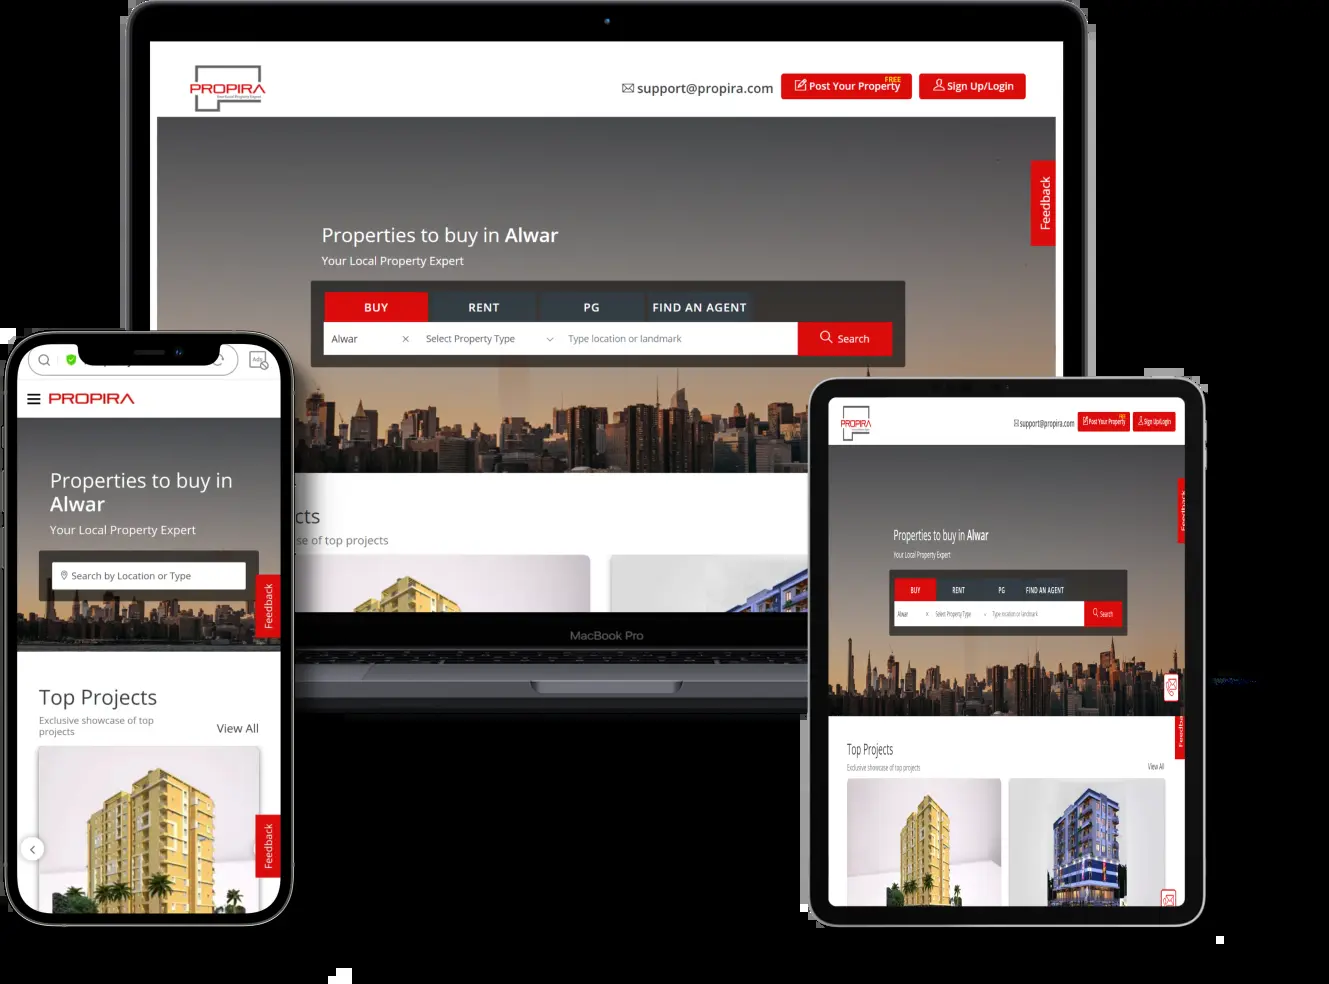 PROPIRA
support@propira.com
Post Your Property
FREE
Sign Up/Login
Feedback
Properties to buy in Alwar
Your Local Property Expert
BUY RENT PG FIND AN AGENT
Alwar × Select Property Type Type location or landmark Search
cts
se of top projects
MacBook Pro
Ads
PROPIRA
Properties to buy in
Alwar
Your Local Property Expert
Search by Location or Type
Feedback
Top Projects
Exclusive showcase of top
projects
View All
Feedback
PROPIRA
support@propira.com
Post Your Property
FREE
Sign Up/Login
Feedback
Properties to buy in Alwar
Your Local Property Expert
BUY RENT PG FIND AN AGENT
Alwar × Select Property Type Type location or landmark Search
Feedba
Top Projects
Exclusive showcase of top projects
View All